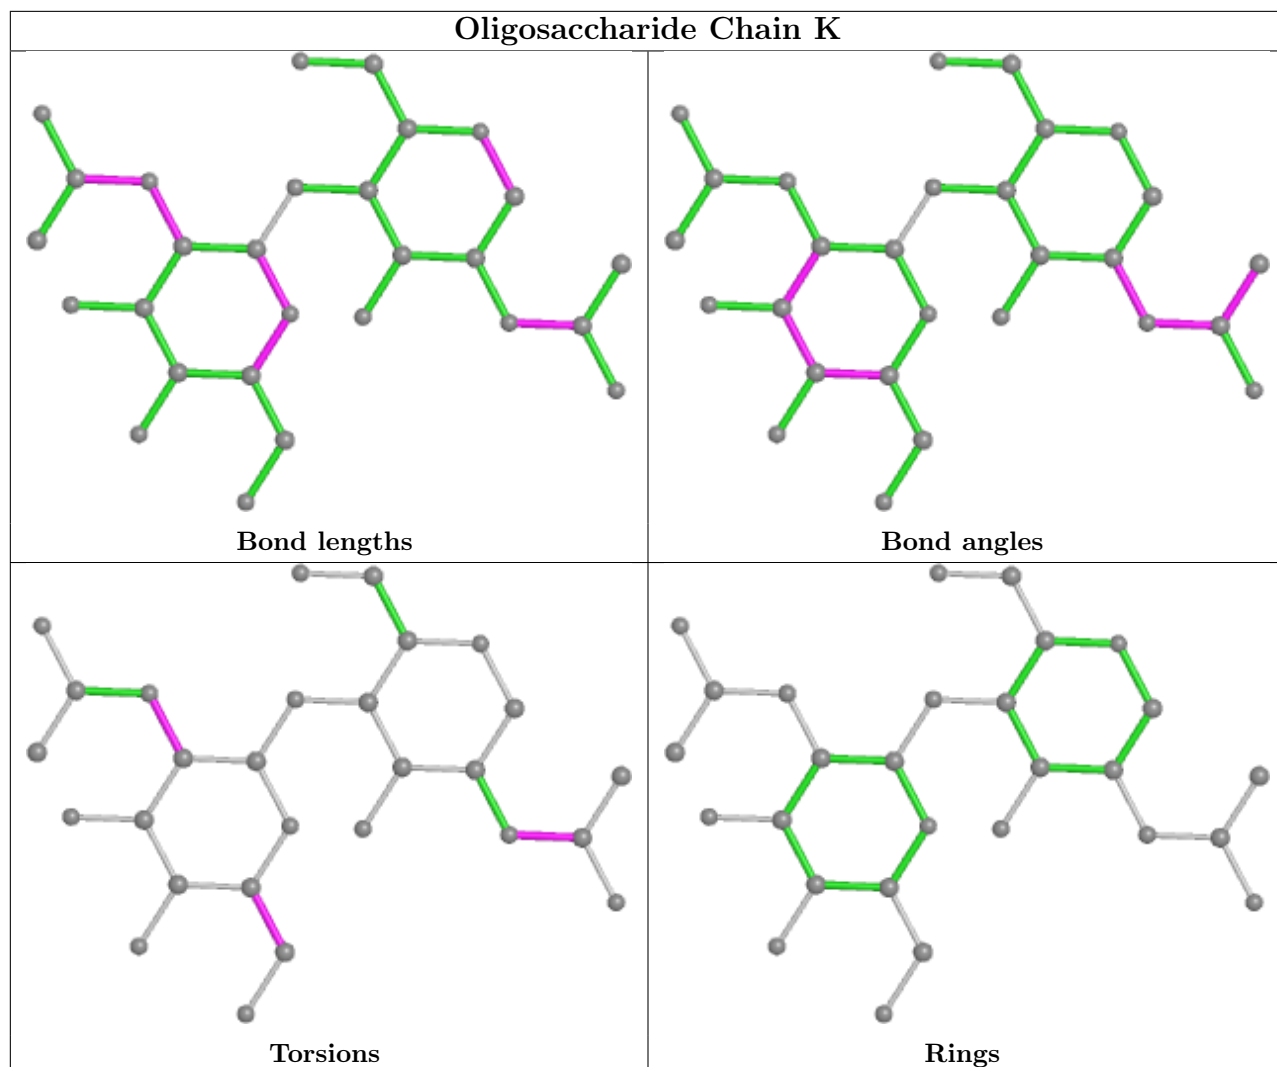 Oligosaccharide Chain K
Bond lengths
Bond angles
Torsions
Rings